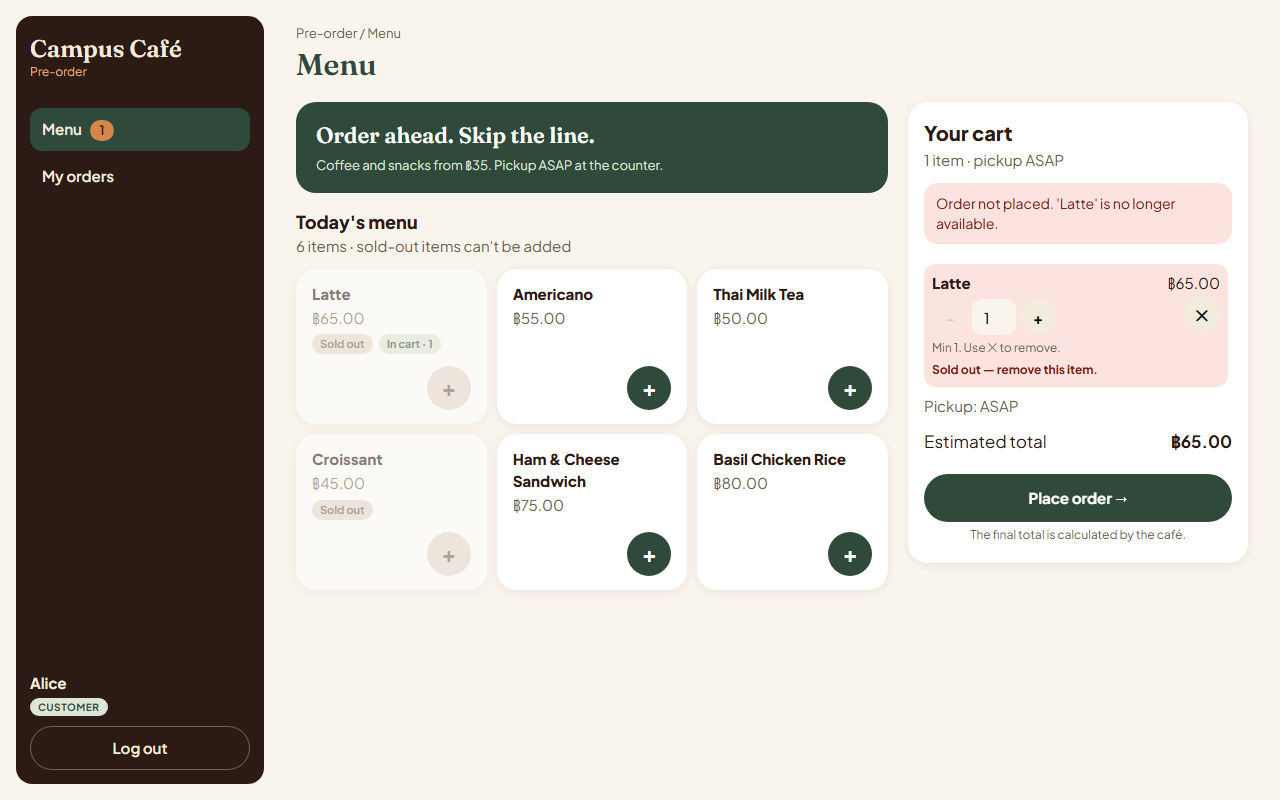 Campus Café
Pre-order
Menu 1
My orders
Alice
CUSTOMER
Log out
Pre-order / Menu
Menu
Order ahead. Skip the line.
Coffee and snacks from ฿35. Pickup ASAP at the counter.
Today's menu
6 items · sold-out items can't be added
Latte
฿65.00
Sold out In cart · 1
+
Americano
฿55.00
+
Thai Milk Tea
฿50.00
+
Croissant
฿45.00
Sold out
+
Ham & Cheese
Sandwich
฿75.00
+
Basil Chicken Rice
฿80.00
+
Your cart
1 item · pickup ASAP
Order not placed. 'Latte' is no longer
available.
Latte ฿65.00
− 1 + ✕
Min 1. Use ✕ to remove.
Sold out — remove this item.
Pickup: ASAP
Estimated total ฿65.00
Place order →
The final total is calculated by the café.